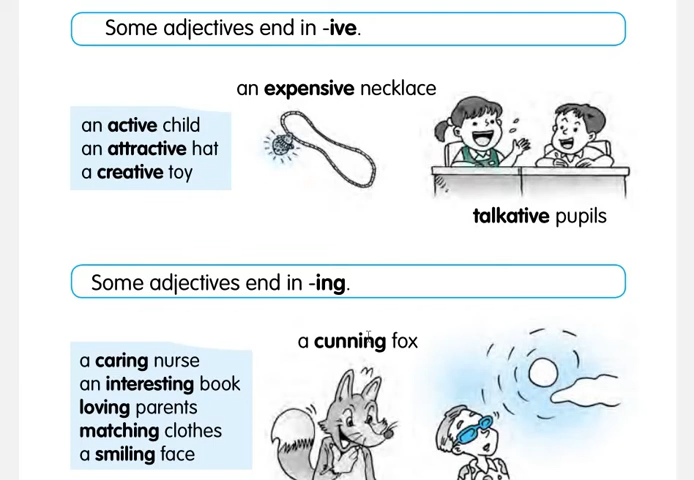 Some adjectives end in -ive.
an expensive necklace
an active child
an attractive hat
a creative toy
talkative pupils
Some adjectives end in -ing.
a cunning fox
a caring nurse
an interesting book
loving parents
matching clothes
a smiling face